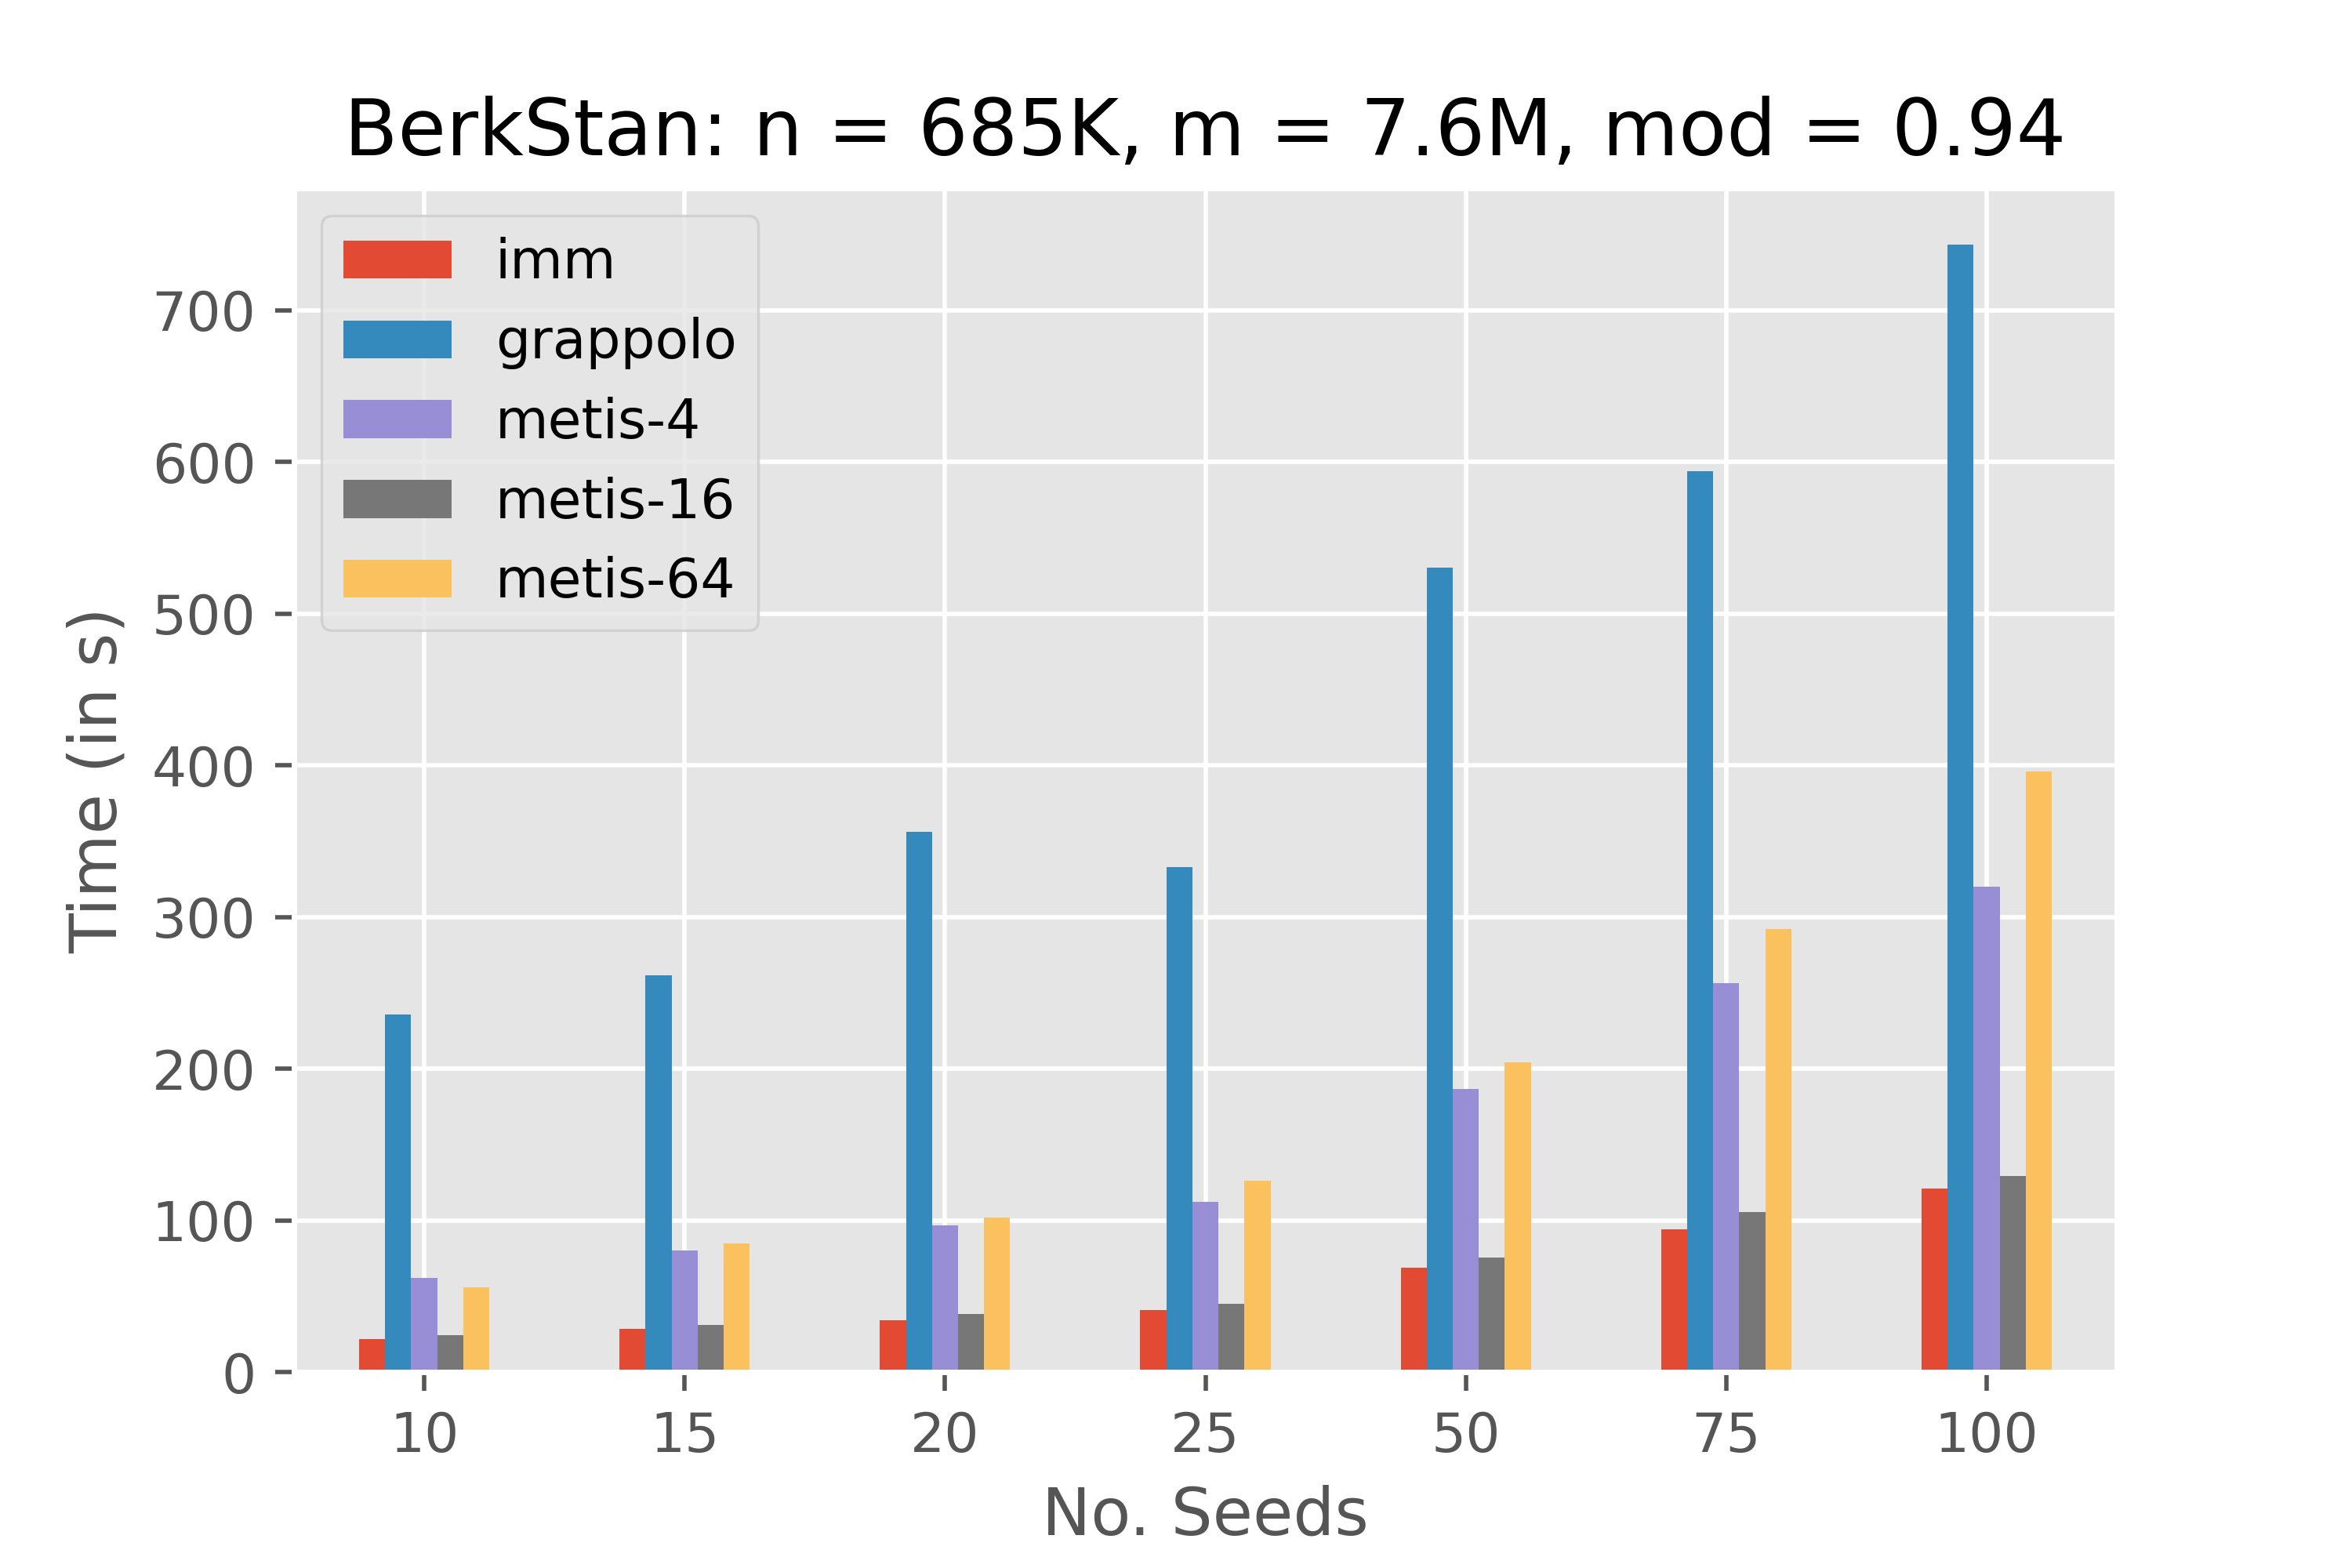 BerkStan: n = 685K, m = 7.6M, mod = 0.94
imm
grappolo
metis-4
metis-16
metis-64
700
600
500
400
300
200
100
0
Time (in s)
10 15 20 25 50 75 100
No. Seeds